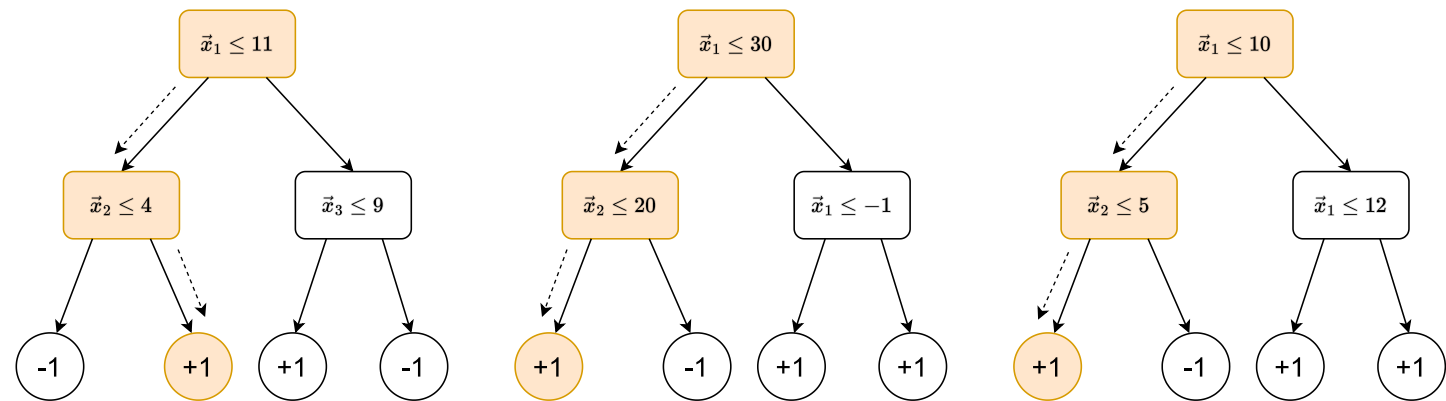 x⃗₁ ≤ 11
x⃗₁ ≤ 30
x⃗₁ ≤ 10
x⃗₂ ≤ 4
x⃗₃ ≤ 9
x⃗₂ ≤ 20
x⃗₁ ≤ −1
x⃗₂ ≤ 5
x⃗₁ ≤ 12
-1
+1
+1
-1
+1
-1
+1
+1
+1
-1
+1
+1